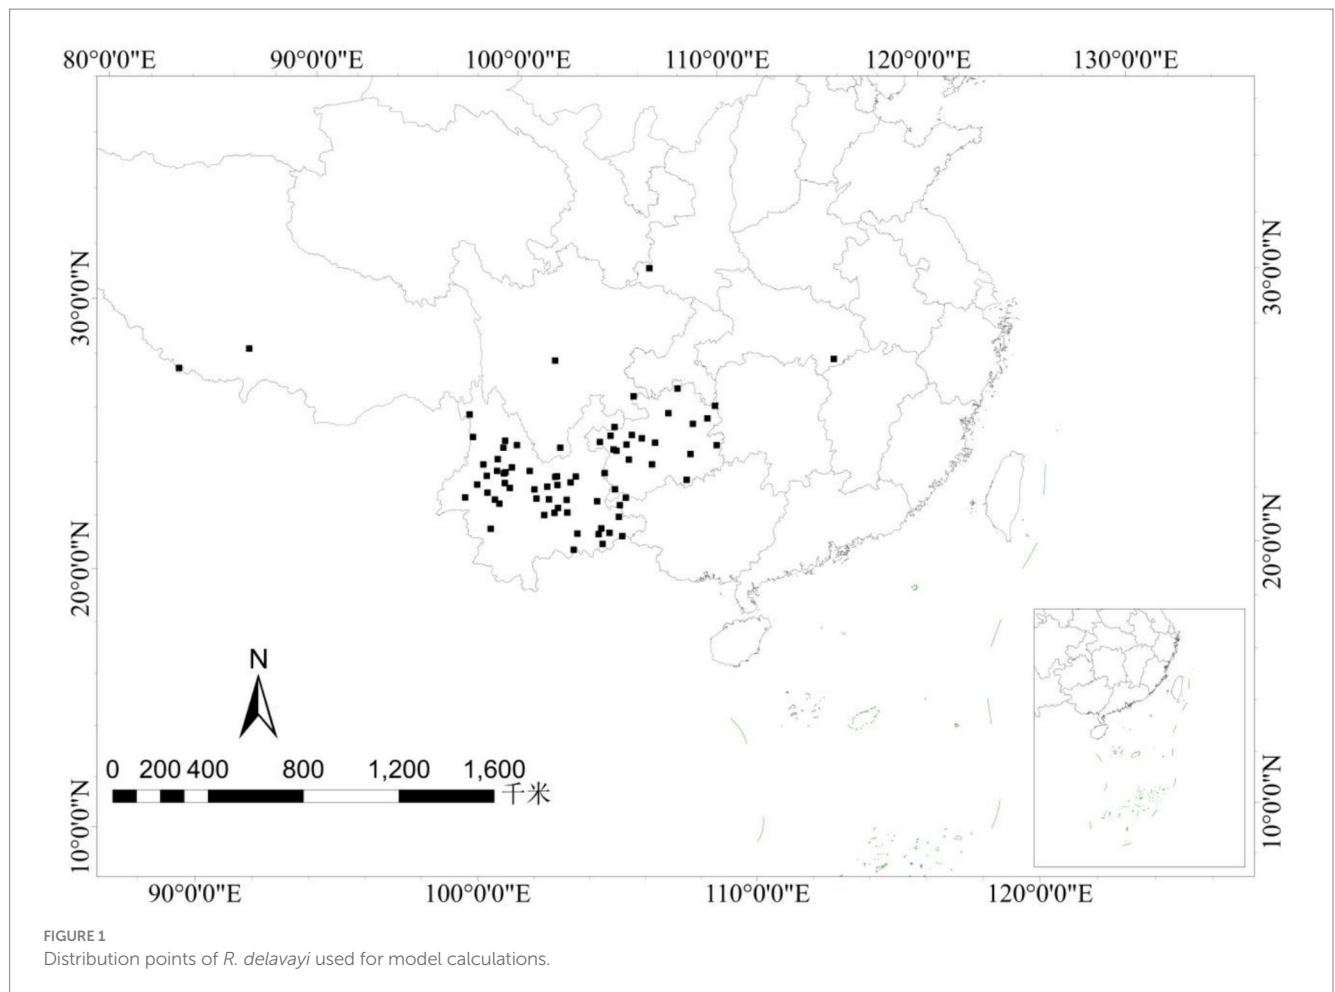 80°0'0"E 90°0'0"E 100°0'0"E 110°0'0"E 120°0'0"E 130°0'0"E
30°0'0"N
30°0'0"N
20°0'0"N
20°0'0"N
N
0 200 400 800 1,200 1,600
千米
10°0'0"N
10°0'0"N
90°0'0"E 100°0'0"E 110°0'0"E 120°0'0"E
FIGURE 1
Distribution points of R. delavayi used for model calculations.